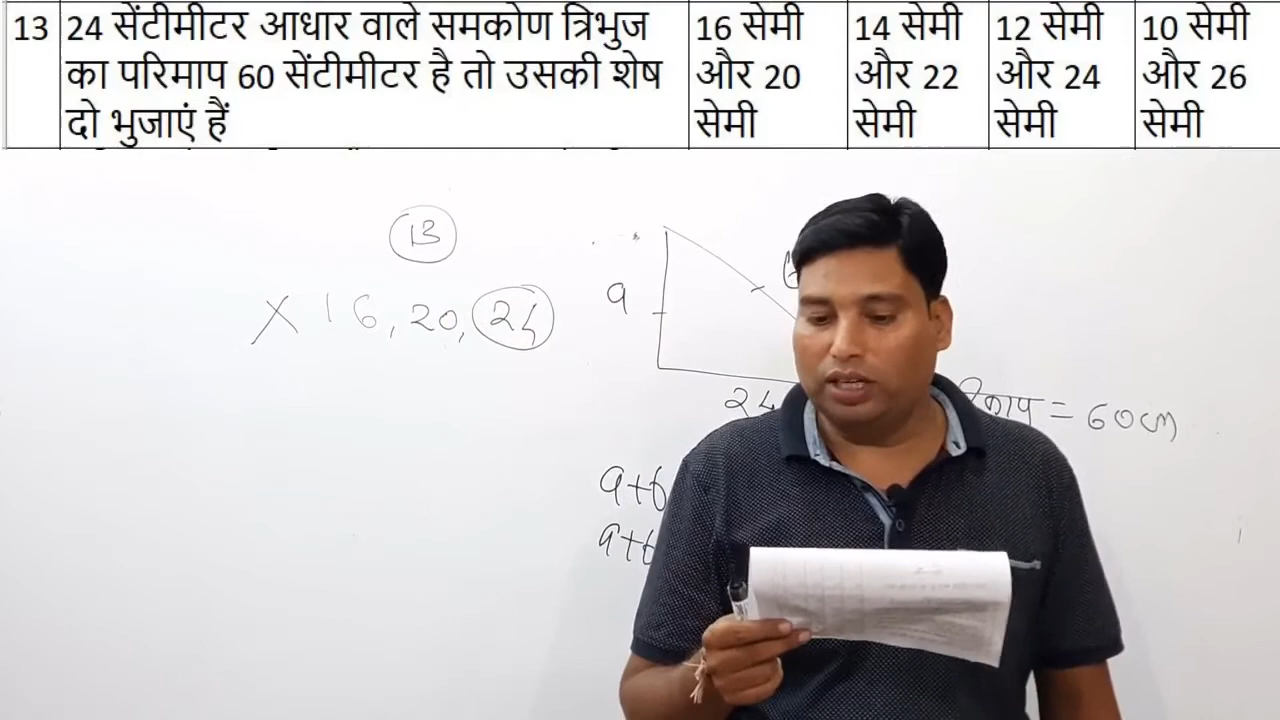 13
24 सेंटीमीटर आधार वाले समकोण त्रिभुज
का परिमाप 60 सेंटीमीटर है तो उसकी शेष
दो भुजाएं हैं
16 सेमी
और 20
सेमी
14 सेमी
और 22
सेमी
12 सेमी
और 24
सेमी
10 सेमी
और 26
सेमी
13
X 16, 20, 24
a
24
= 60cm
a+b
a+b